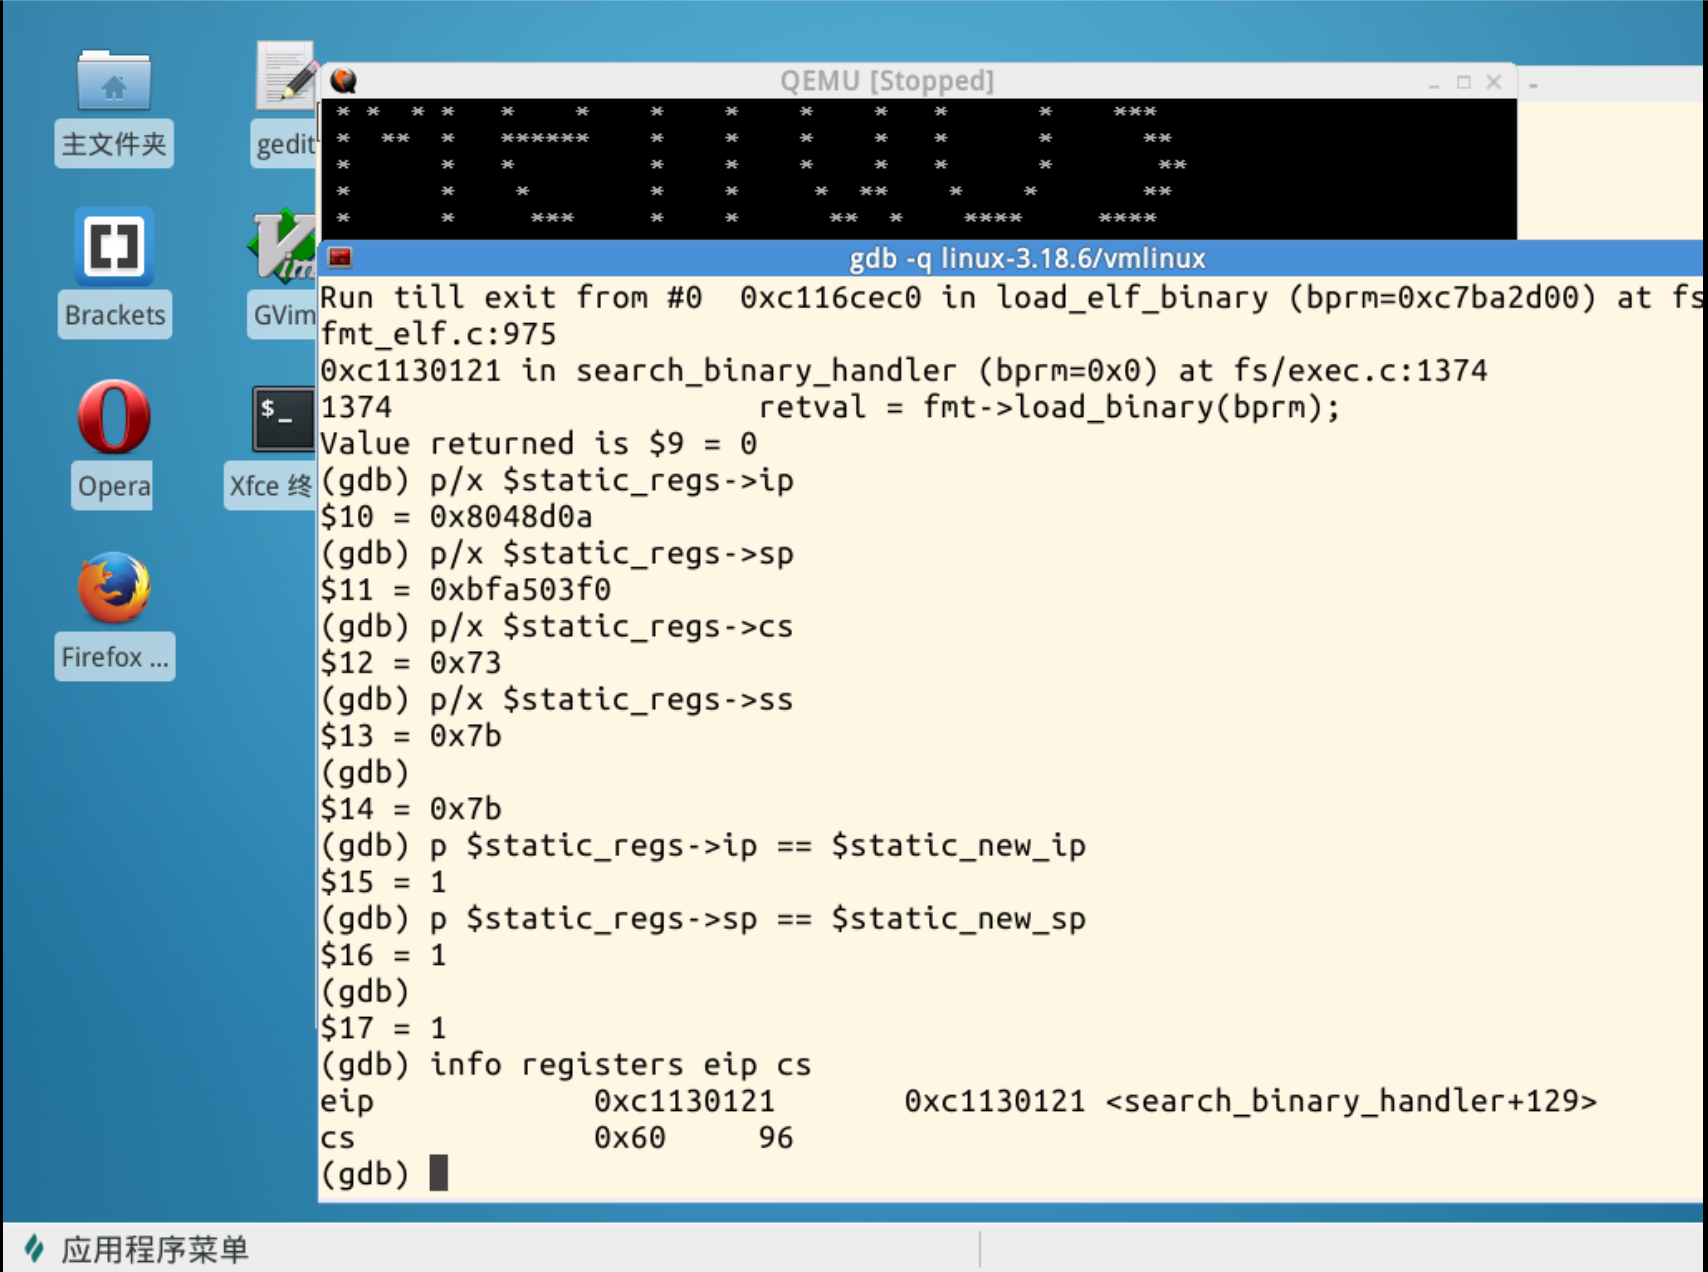 主文件夹
gedit
Brackets
GVim
Opera
Xfce 终
Firefox ...
QEMU [Stopped]
gdb -q linux-3.18.6/vmlinux
Run till exit from #0  0xc116cec0 in load_elf_binary (bprm=0xc7ba2d00) at fs
fmt_elf.c:975
0xc1130121 in search_binary_handler (bprm=0x0) at fs/exec.c:1374
1374                    retval = fmt->load_binary(bprm);
Value returned is $9 = 0
(gdb) p/x $static_regs->ip
$10 = 0x8048d0a
(gdb) p/x $static_regs->sp
$11 = 0xbfa503f0
(gdb) p/x $static_regs->cs
$12 = 0x73
(gdb) p/x $static_regs->ss
$13 = 0x7b
(gdb)
$14 = 0x7b
(gdb) p $static_regs->ip == $static_new_ip
$15 = 1
(gdb) p $static_regs->sp == $static_new_sp
$16 = 1
(gdb)
$17 = 1
(gdb) info registers eip cs
eip            0xc1130121       0xc1130121 <search_binary_handler+129>
cs             0x60     96
(gdb)
应用程序菜单